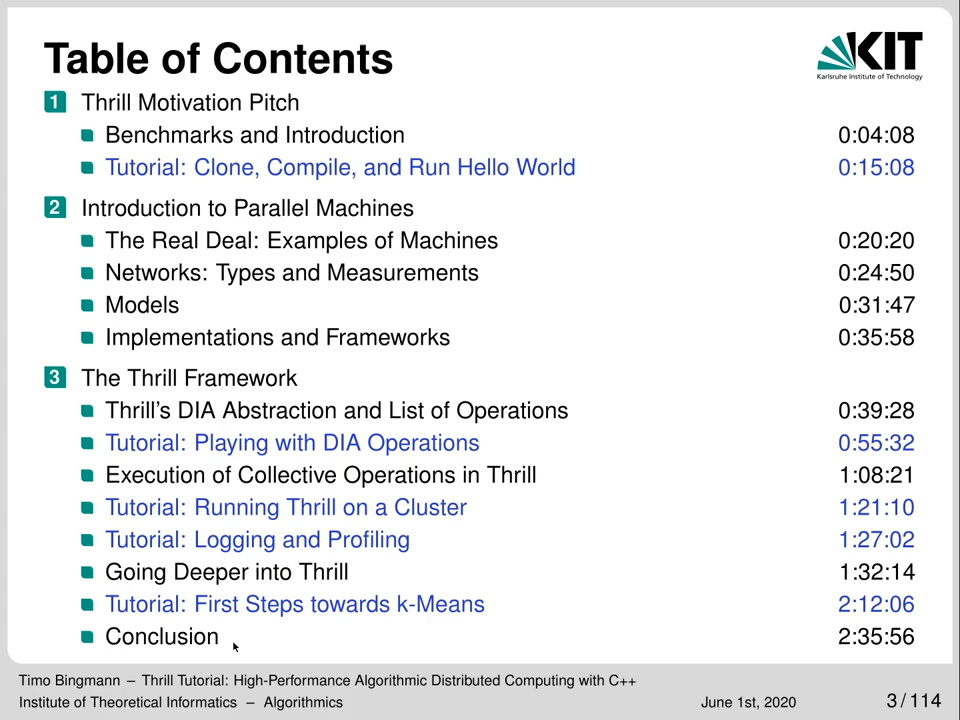 Table of Contents
KIT
Karlsruhe Institute of Technology
1 Thrill Motivation Pitch
Benchmarks and Introduction 0:04:08
Tutorial: Clone, Compile, and Run Hello World 0:15:08
2 Introduction to Parallel Machines
The Real Deal: Examples of Machines 0:20:20
Networks: Types and Measurements 0:24:50
Models 0:31:47
Implementations and Frameworks 0:35:58
3 The Thrill Framework
Thrill's DIA Abstraction and List of Operations 0:39:28
Tutorial: Playing with DIA Operations 0:55:32
Execution of Collective Operations in Thrill 1:08:21
Tutorial: Running Thrill on a Cluster 1:21:10
Tutorial: Logging and Profiling 1:27:02
Going Deeper into Thrill 1:32:14
Tutorial: First Steps towards k-Means 2:12:06
Conclusion 2:35:56
Timo Bingmann – Thrill Tutorial: High-Performance Algorithmic Distributed Computing with C++
Institute of Theoretical Informatics – Algorithmics June 1st, 2020 3 / 114